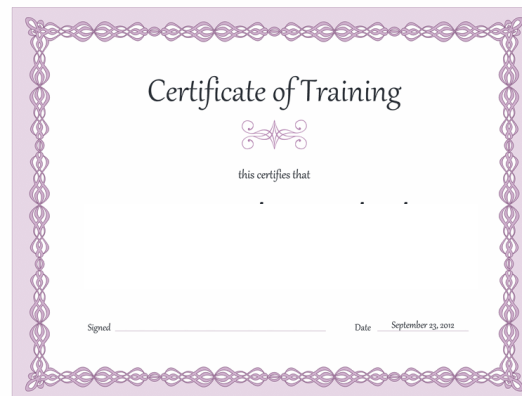 Certificate of Training
this certifies that
Signed
Date September 23, 2012